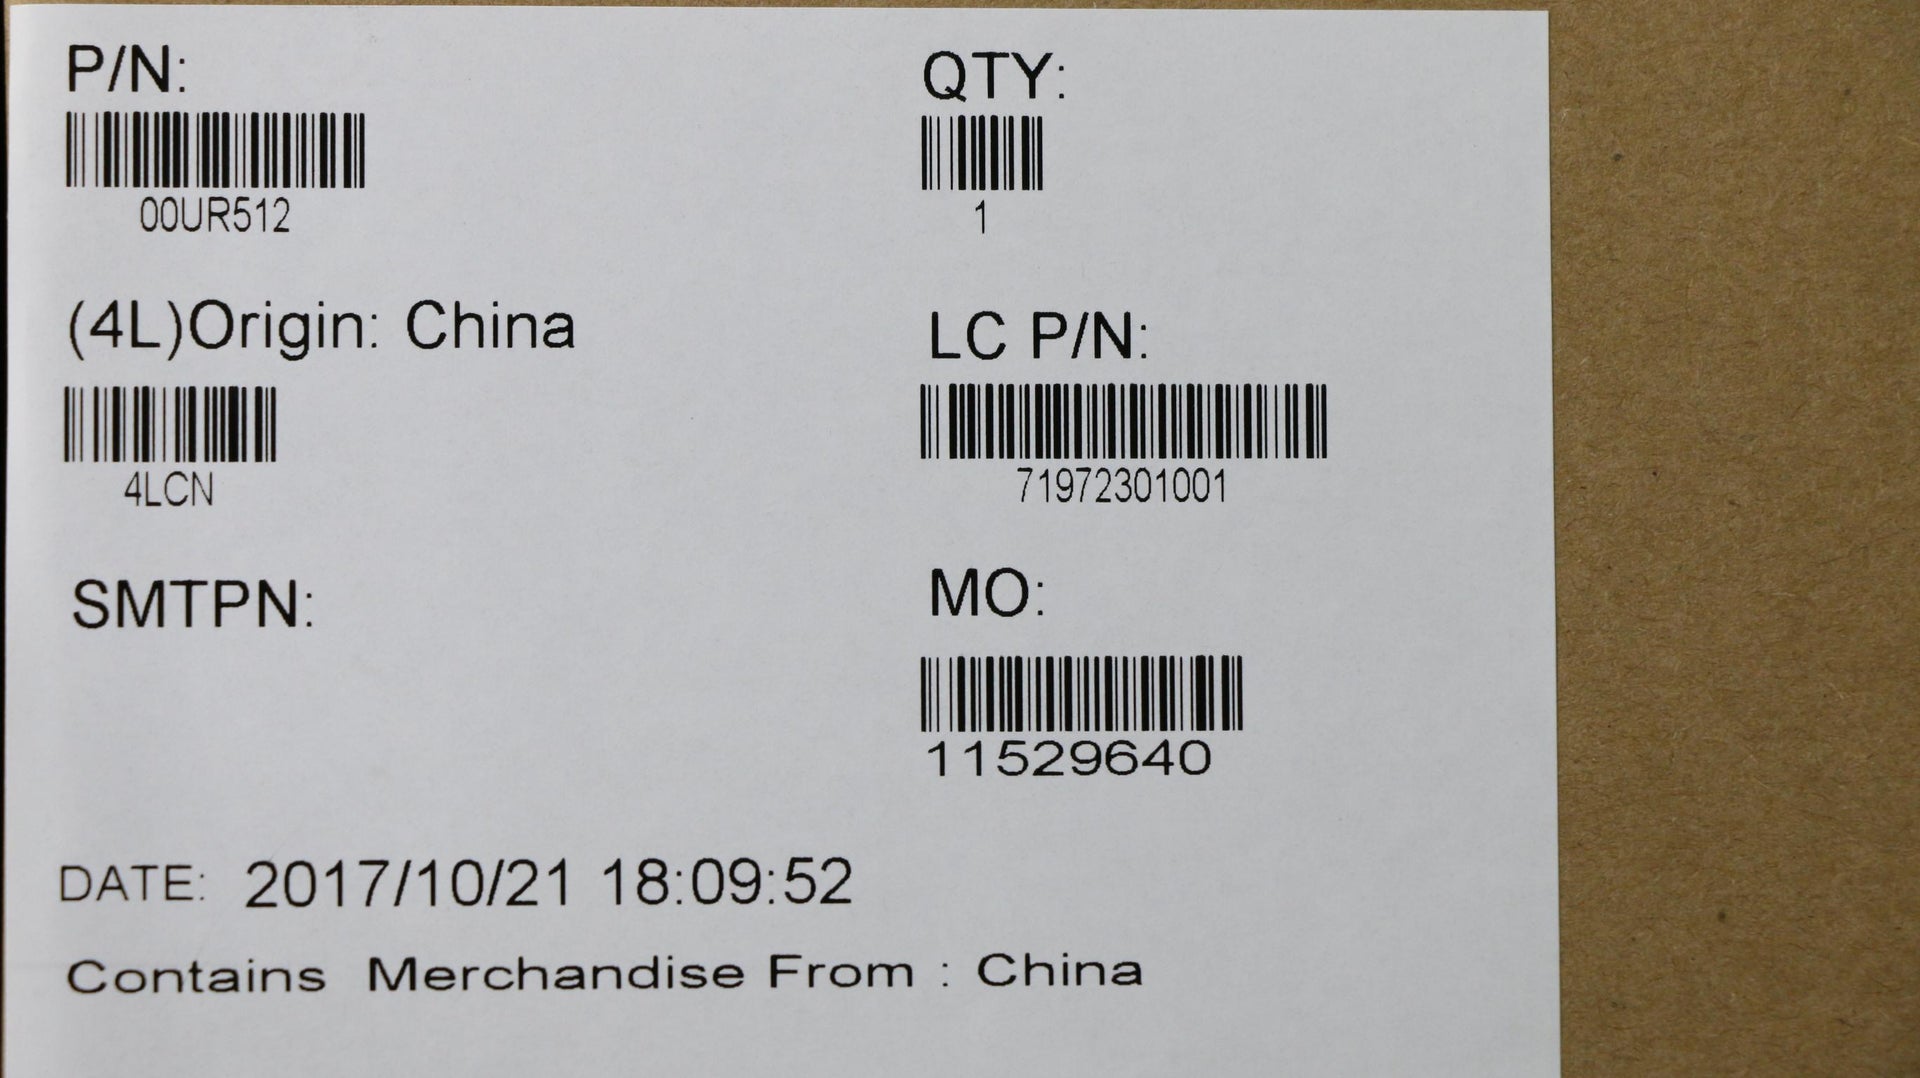 P/N:
00UR512
QTY:
1
(4L)Origin: China
4LCN
LC P/N:
71972301001
SMTPN:
MO:
11529640
DATE: 2017/10/21 18:09:52
Contains Merchandise From : China